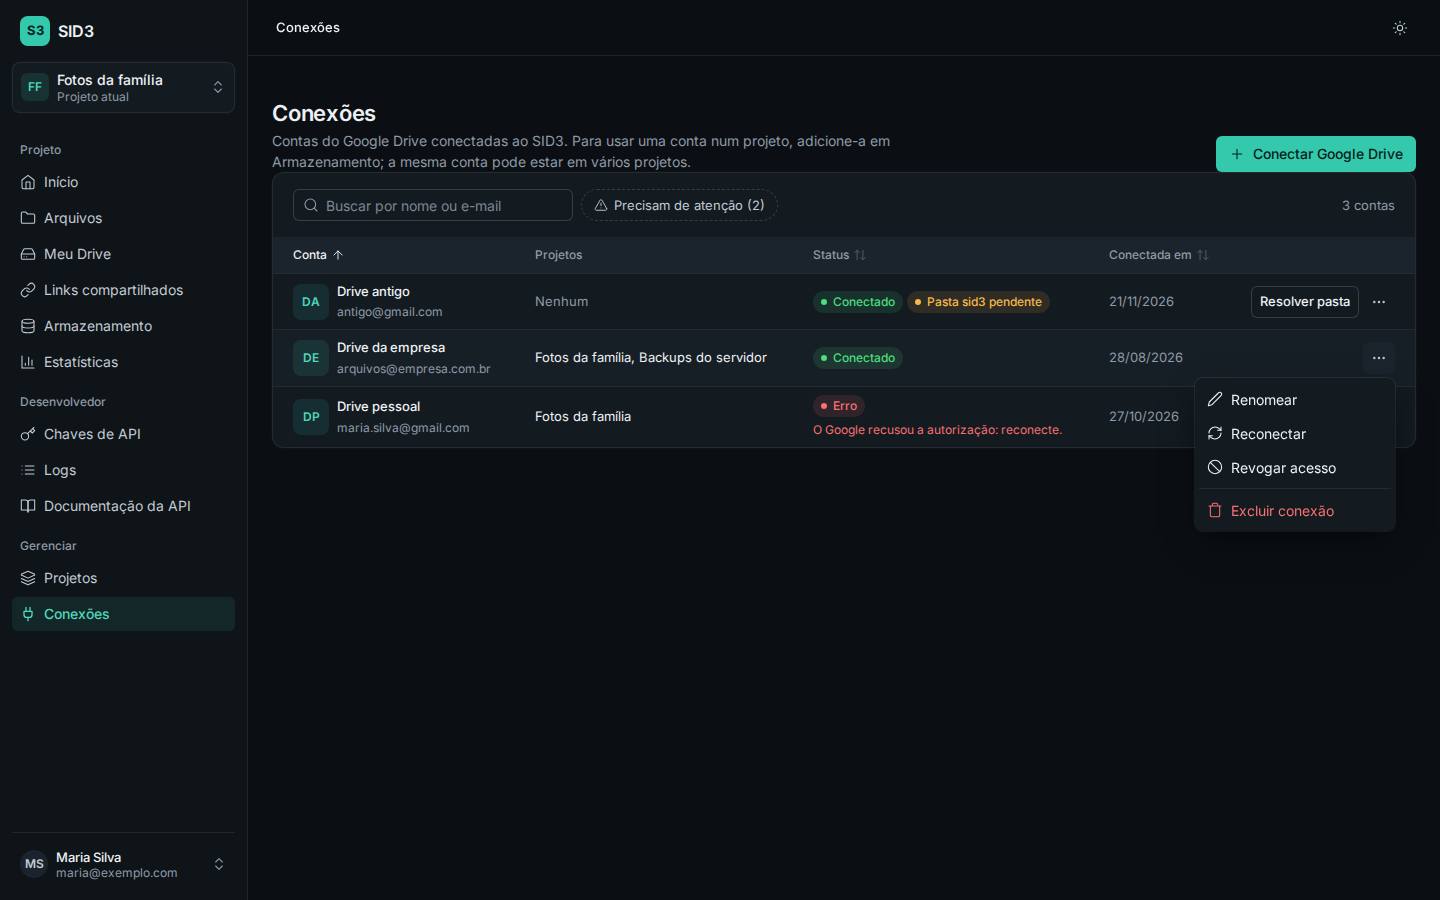 S3 SID3
FF Fotos da família
Projeto atual
Projeto
Início
Arquivos
Meu Drive
Links compartilhados
Armazenamento
Estatísticas
Desenvolvedor
Chaves de API
Logs
Documentação da API
Gerenciar
Projetos
Conexões
MS Maria Silva
maria@exemplo.com
Conexões
Conexões
Contas do Google Drive conectadas ao SID3. Para usar uma conta num projeto, adicione-a em
Armazenamento; a mesma conta pode estar em vários projetos.
Conectar Google Drive
Buscar por nome ou e-mail Precisam de atenção (2) 3 contas
Conta Projetos Status Conectada em
DA Drive antigo
antigo@gmail.com
Nenhum Conectado Pasta sid3 pendente 21/11/2026 Resolver pasta
DE Drive da empresa
arquivos@empresa.com.br
Fotos da família, Backups do servidor Conectado 28/08/2026
DP Drive pessoal
maria.silva@gmail.com
Fotos da família Erro
O Google recusou a autorização: reconecte.
27/10/2026
Renomear
Reconectar
Revogar acesso
Excluir conexão